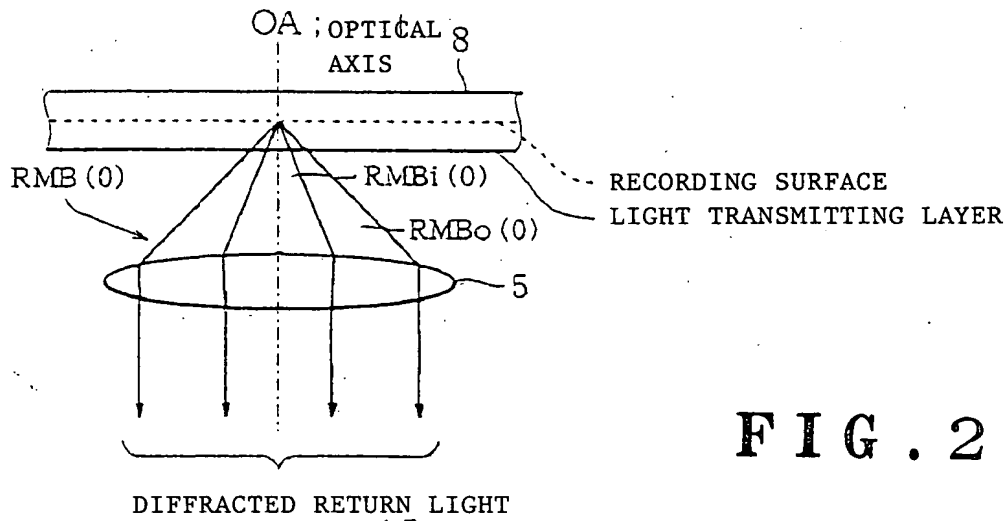 OA ; OPTICAL
AXIS
8
RMB(0)
RMBi(0)
RMBo(0)
RECORDING SURFACE
LIGHT TRANSMITTING LAYER
5
FIG.2
DIFFRACTED RETURN LIGHT